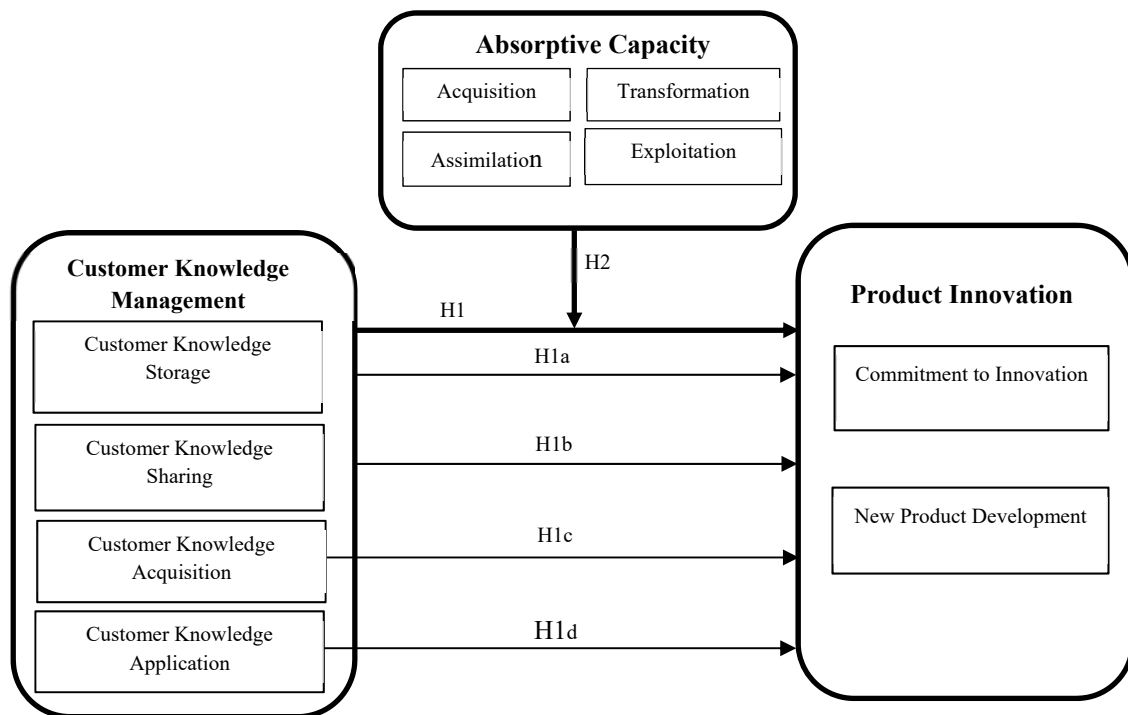 Absorptive Capacity
Acquisition
Transformation
Assimilation
Exploitation
H2
Customer Knowledge
Management
Customer Knowledge
Storage
Customer Knowledge
Sharing
Customer Knowledge
Acquisition
Customer Knowledge
Application
H1
H1a
H1b
H1c
H1d
Product Innovation
Commitment to Innovation
New Product Development